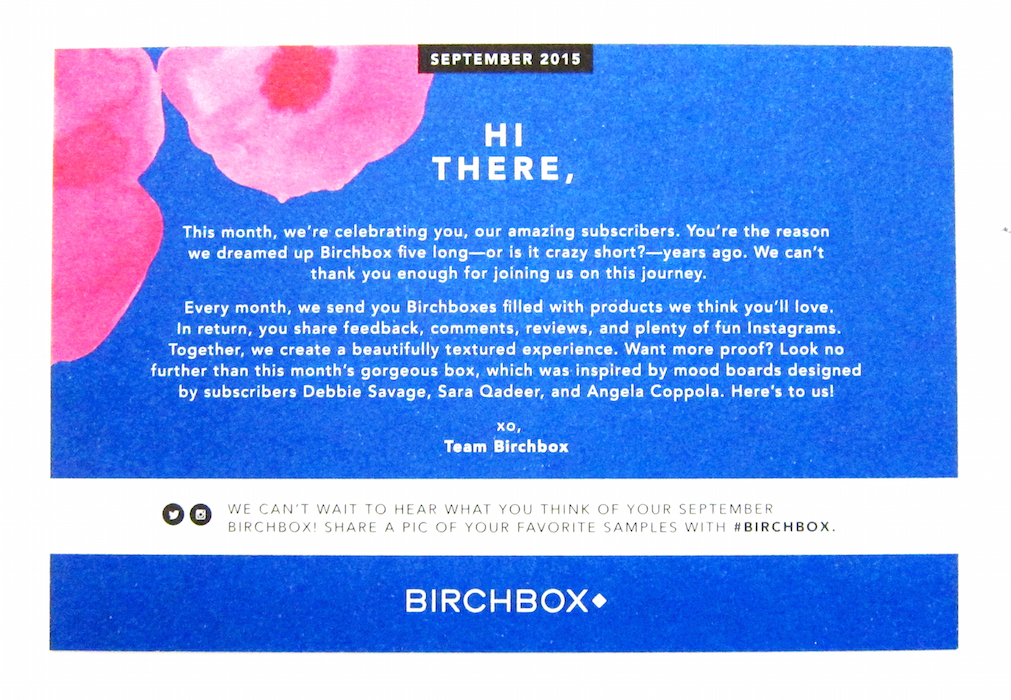 SEPTEMBER 2015
HI
THERE,
This month, we're celebrating you, our amazing subscribers. You're the reason
we dreamed up Birchbox five long—or is it crazy short?—years ago. We can't
thank you enough for joining us on this journey.
Every month, we send you Birchboxes filled with products we think you'll love.
In return, you share feedback, comments, reviews, and plenty of fun Instagrams.
Together, we create a beautifully textured experience. Want more proof? Look no
further than this month's gorgeous box, which was inspired by mood boards designed
by subscribers Debbie Savage, Sara Qadeer, and Angela Coppola. Here's to us!
xo,
Team Birchbox
WE CAN'T WAIT TO HEAR WHAT YOU THINK OF YOUR SEPTEMBER
BIRCHBOX! SHARE A PIC OF YOUR FAVORITE SAMPLES WITH #BIRCHBOX.
BIRCHBOX